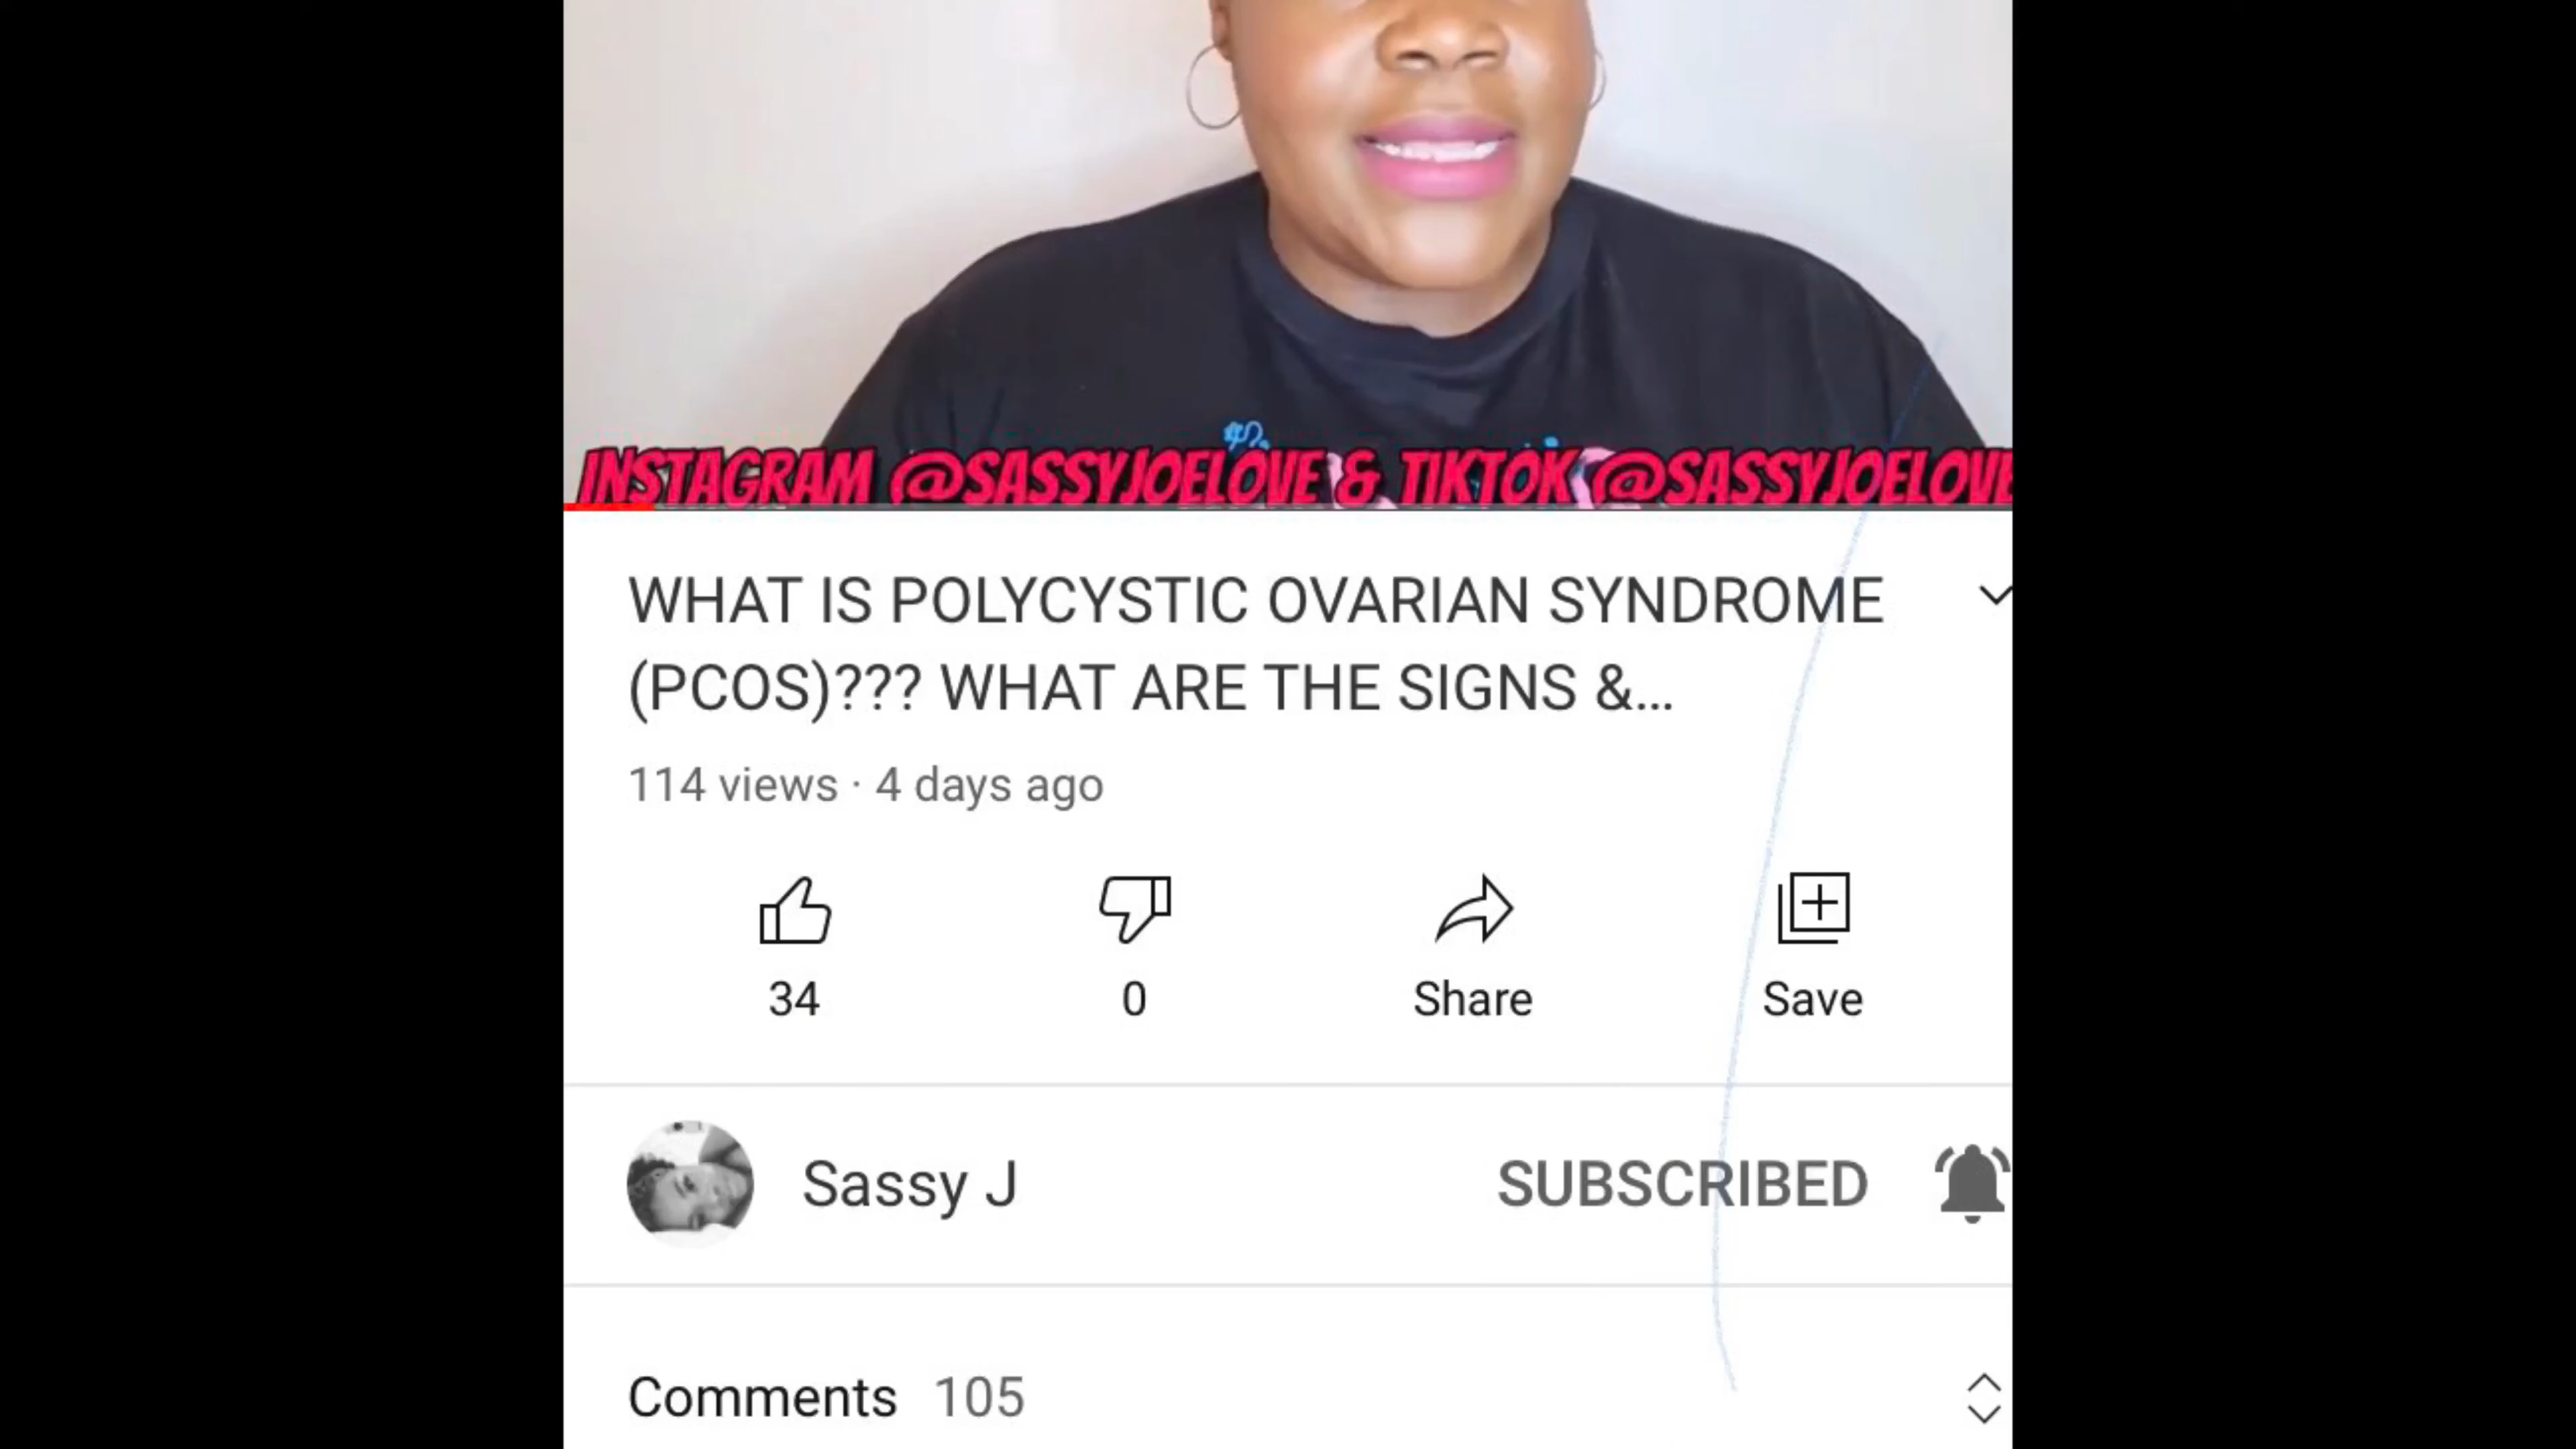 INSTAGRAM @SASSYJOELOVE & TIKTOK @SASSYJOELOVE
WHAT IS POLYCYSTIC OVARIAN SYNDROME
(PCOS)??? WHAT ARE THE SIGNS &...
114 views · 4 days ago
34 0 Share Save
Sassy J SUBSCRIBED
Comments 105